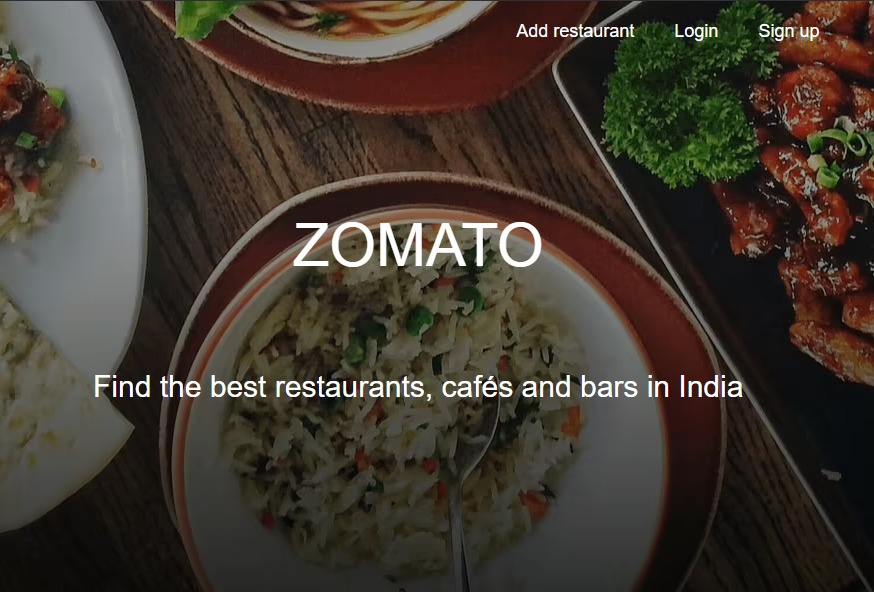 Add restaurant Login Sign up
ZOMATO
Find the best restaurants, cafés and bars in India